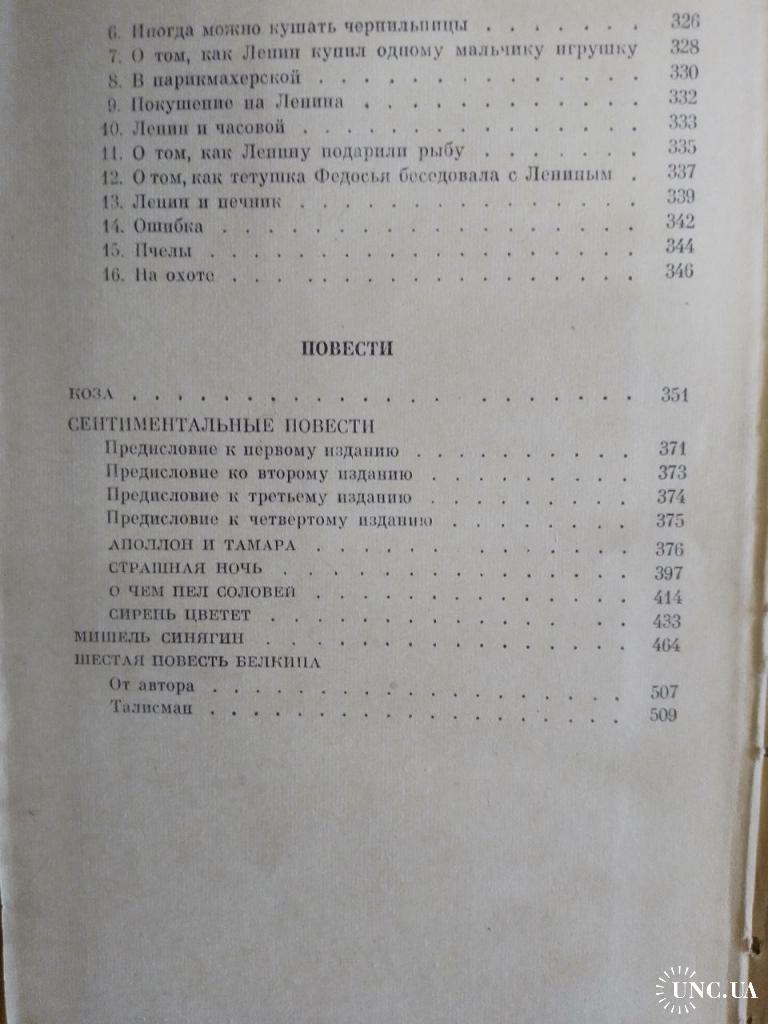 6. Иногда можно кушать чернильницы . . . . . . . 326
7. О том, как Ленин купил одному мальчику игрушку 328
8. В парикмахерской . . . . . . . . . . . . . 330
9. Покушение на Ленина . . . . . . . . . . . . 332
10. Ленин и часовой . . . . . . . . . . . . . . 333
11. О том, как Ленину подарили рыбу . . . . . . . 335
12. О том, как тетушка Федосья беседовала с Лениным . 337
13. Ленин и печник . . . . . . . . . . . . . . . 339
14. Ошибка . . . . . . . . . . . . . . . . . 342
15. Пчелы . . . . . . . . . . . . . . . . . . 344
16. На охоте . . . . . . . . . . . . . . . . . 346
ПОВЕСТИ
КОЗА . . . . . . . . . . . . . . . . . . . . 351
СЕНТИМЕНТАЛЬНЫЕ ПОВЕСТИ
Предисловие к первому изданию . . . . . . . . . 371
Предисловие ко второму изданию . . . . . . . . 373
Предисловие к третьему изданию . . . . . . . . 374
Предисловие к четвертому изданию . . . . . . . 375
АПОЛЛОН И ТАМАРА . . . . . . . . . . . . 376
СТРАШНАЯ НОЧЬ . . . . . . . . . . . . . . 397
О ЧЕМ ПЕЛ СОЛОВЕЙ . . . . . . . . . . . . 414
СИРЕНЬ ЦВЕТЕТ . . . . . . . . . . . . . . 433
МИШЕЛЬ СИНЯГИН . . . . . . . . . . . . . . 464
ШЕСТАЯ ПОВЕСТЬ БЕЛКИНА
От автора . . . . . . . . . . . . . . . . . 507
Талисман . . . . . . . . . . . . . . . . . 509
UNC.UA